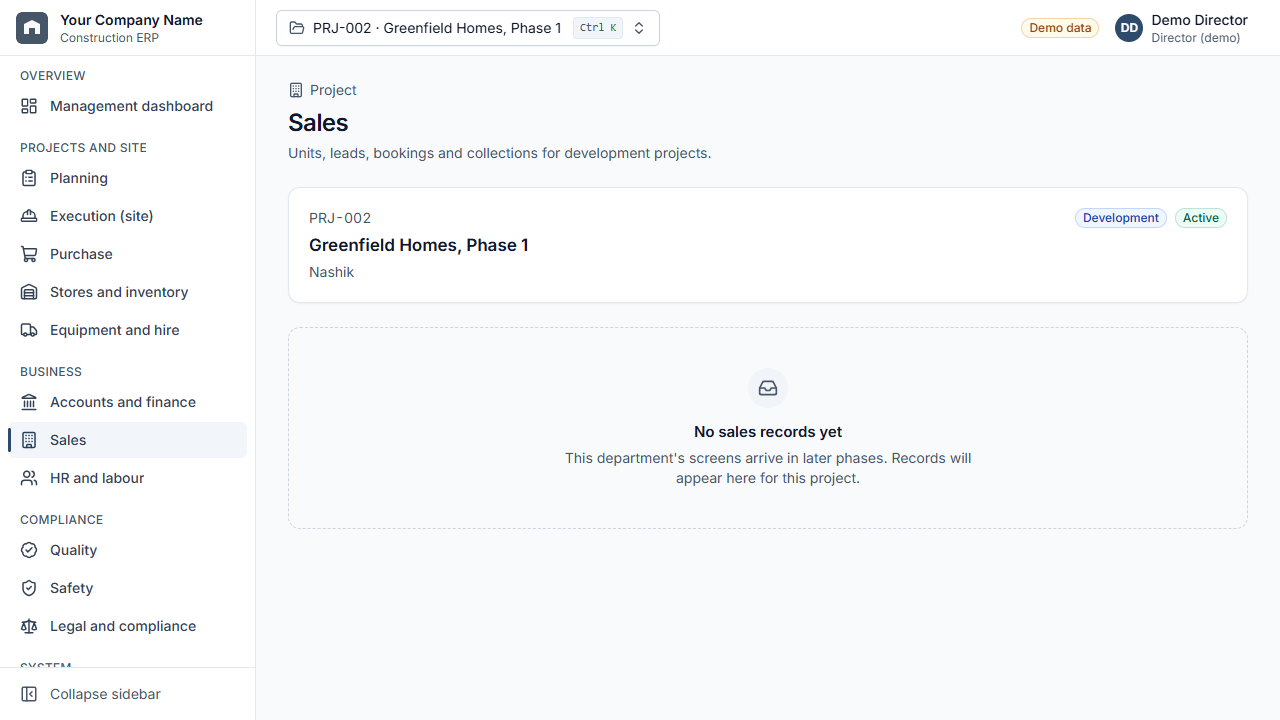 Your Company Name
Construction ERP
PRJ-002 · Greenfield Homes, Phase 1
Ctrl K
Demo data
DD
Demo Director
Director (demo)
OVERVIEW
Management dashboard
PROJECTS AND SITE
Planning
Execution (site)
Purchase
Stores and inventory
Equipment and hire
BUSINESS
Accounts and finance
Sales
HR and labour
COMPLIANCE
Quality
Safety
Legal and compliance
SYSTEM
Collapse sidebar
Project
Sales
Units, leads, bookings and collections for development projects.
PRJ-002
Development
Active
Greenfield Homes, Phase 1
Nashik
No sales records yet
This department's screens arrive in later phases. Records will
appear here for this project.